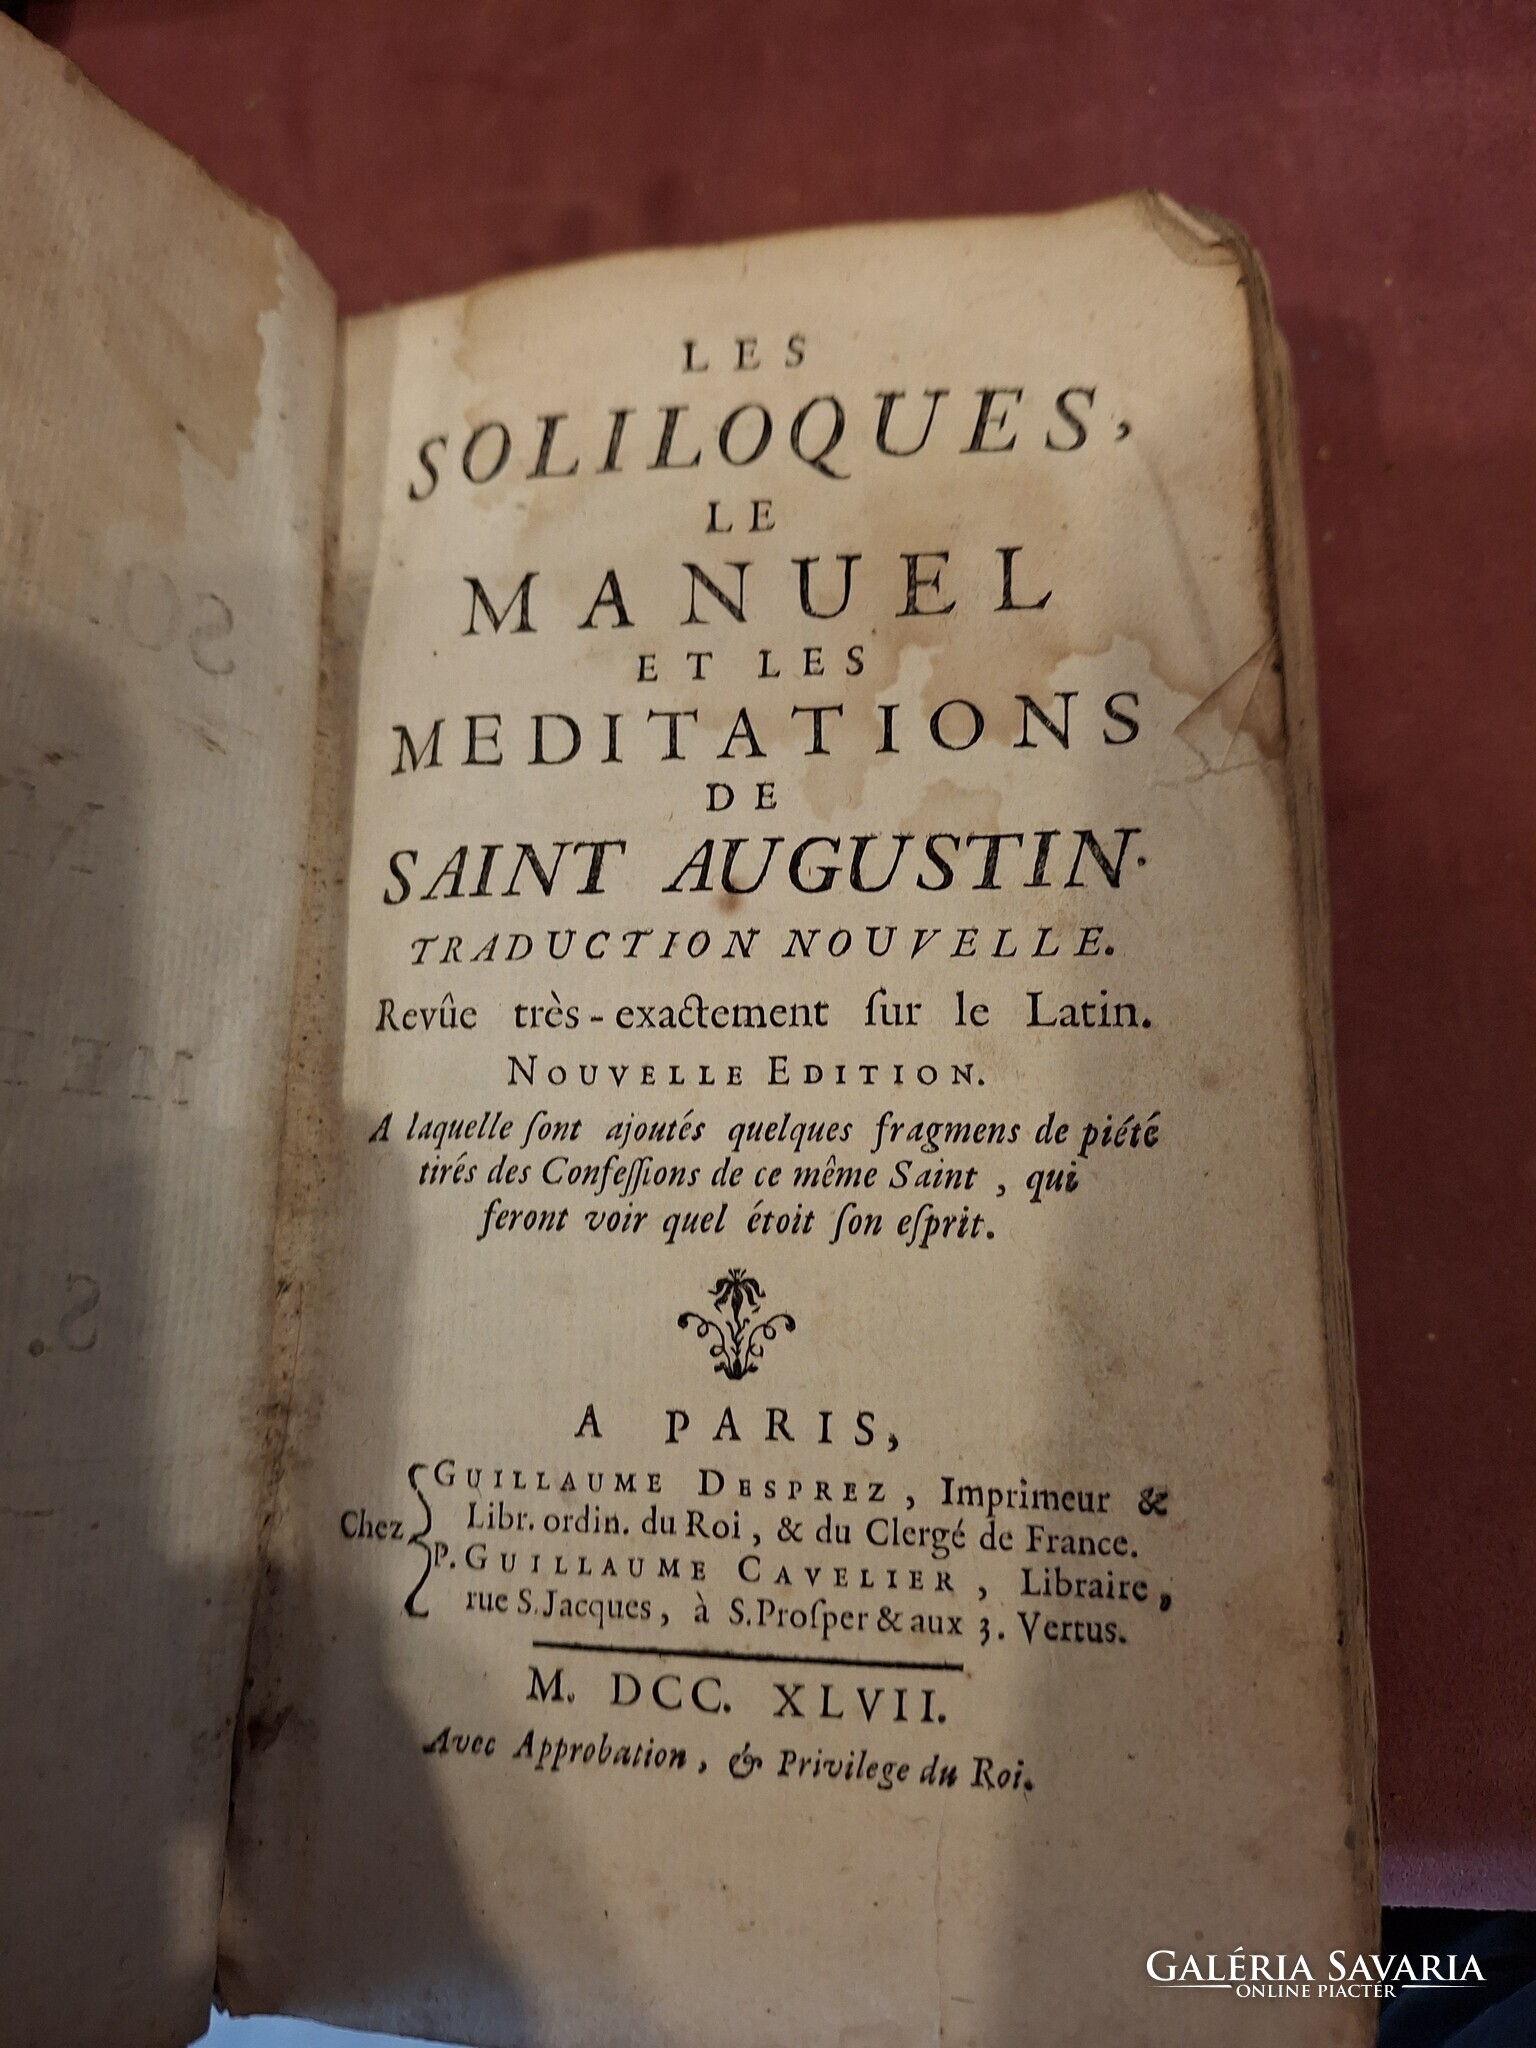 LES
SOLILOQUES,
LE
MANUEL
ET LES
MEDITATIONS
DE
SAINT AUGUSTIN.
TRADUCTION NOUVELLE.
Revûe très-exactement ſur le Latin.
NOUVELLE EDITION.
A laquelle ſont ajoutés quelques fragmens de piété
tirés des Confeſſions de ce même Saint, qui
feront voir quel étoit ſon eſprit.
A PARIS,
Chez
GUILLAUME DESPREZ, Imprimeur &
Libr. ordin. du Roi, & du Clergé de France.
P. GUILLAUME CAVELIER, Libraire,
rue S. Jacques, à S. Proſper & aux 3. Vertus.
M. DCC. XLVII.
Avec Approbation, & Privilege du Roi.
GALÉRIA SAVARIA
ONLINE PIACTÉR